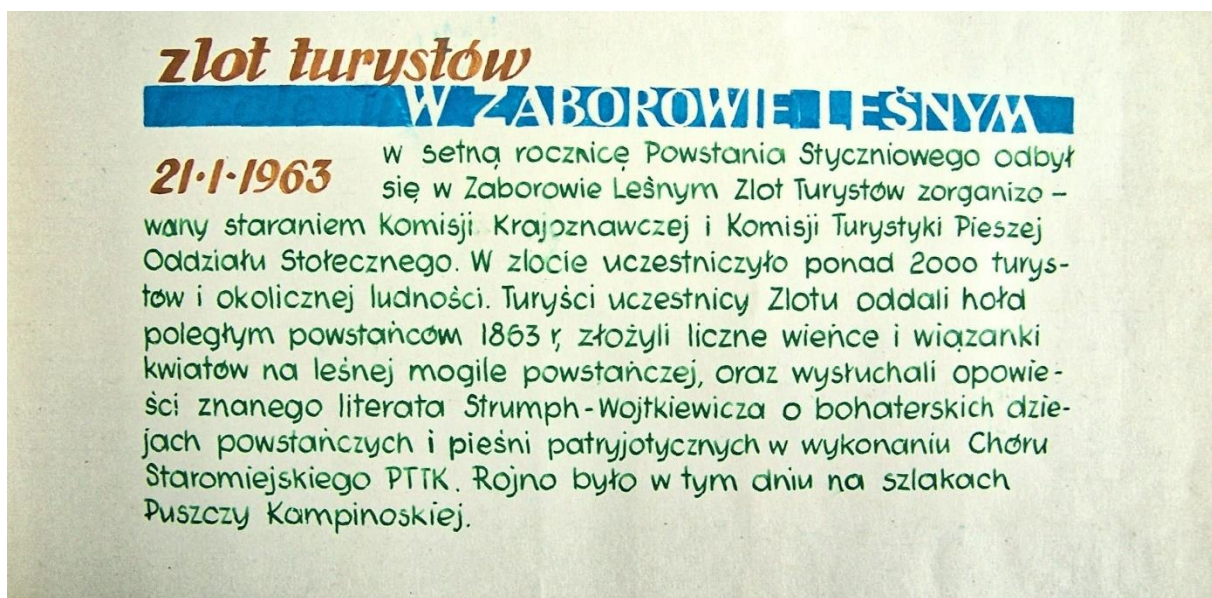 zlot turystów
W ZABOROWIE LEŚNYM
21·I·1963
w setną rocznicę Powstania Styczniowego odbył
się w Zaborowie Leśnym Zlot Turystów zorganizo-
wany staraniem Komisji Krajoznawczej i Komisji Turystyki Pieszej
Oddziału Stołecznego. W zlocie uczestniczyło ponad 2000 turys-
tów i okolicznej ludności. Turyści uczestnicy Zlotu oddali hołd
poległym powstańcóm 1863 r, złożyli liczne wieńce i wiązanki
kwiatów na leśnej mogile powstańczej, oraz wysłuchali opowie-
ści znanego literata Strumph-Wojtkiewicza o bohaterskich dzie-
jach powstańczych i pieśni patryjotycznych w wykonaniu Chóru
Staromiejskiego PTTK. Rojno było w tym dniu na szlakach
Puszczy Kampinoskiej.